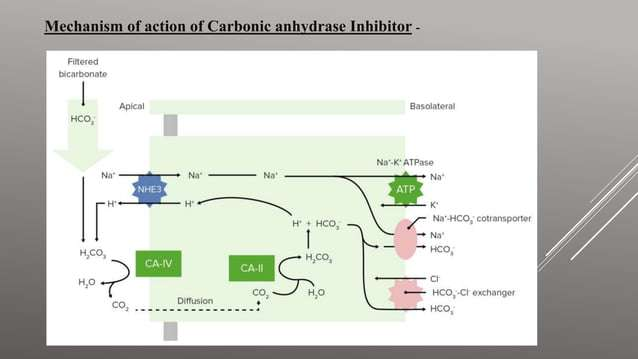 Mechanism of action of Carbonic anhydrase Inhibitor -
Filtered
bicarbonate
Apical
Basolateral
HCO₃⁻
Na⁺-K⁺ ATPase
Na⁺
NHE3
Na⁺
Na⁺
ATP
Na⁺
H⁺
H⁺
K⁺
H⁺ + HCO₃⁻
Na⁺-HCO₃⁻ cotransporter
Na⁺
HCO₃⁻
H₂CO₃
CA-IV
CA-II
H₂CO₃
Cl⁻
H₂O
CO₂
H₂O
HCO₃⁻-Cl⁻ exchanger
CO₂
Diffusion
HCO₃⁻